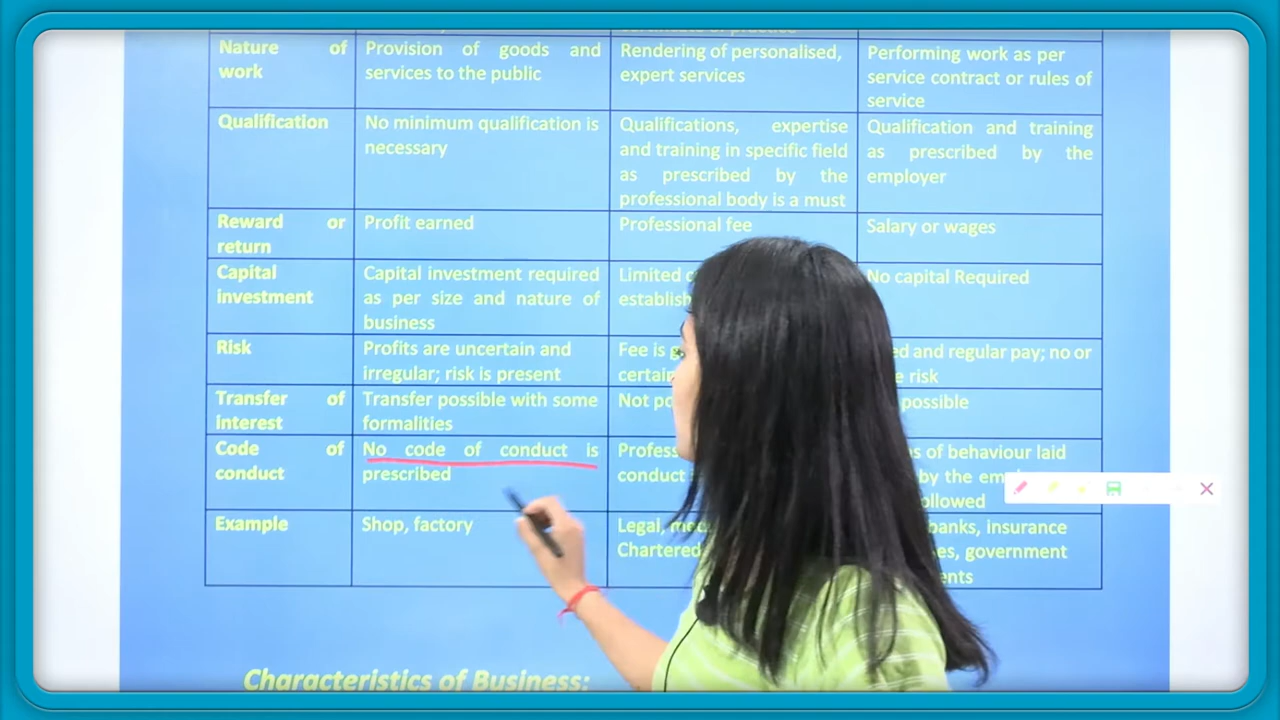 Nature of work
Provision of goods and
services to the public
Rendering of personalised,
expert services
Performing work as per
service contract or rules of
service
Qualification
No minimum qualification is
necessary
Qualifications, expertise
and training in specific field
as prescribed by the
professional body is a must
Qualification and training
as prescribed by the
employer
Reward or
return
Profit earned
Professional fee
Salary or wages
Capital
investment
Capital investment required
as per size and nature of
business
Limited
No capital Required
Risk
Profits are uncertain and
irregular; risk is present
Fee is
and regular pay; no or
risk
Transfer of
interest
Transfer possible with some
formalities
Not
possible
Code of
conduct
No code of conduct is
prescribed
conduct
of behaviour laid
by the
Example
Shop, factory
Legal,
Chartered
banks, insurance
government
Characteristics of Business: